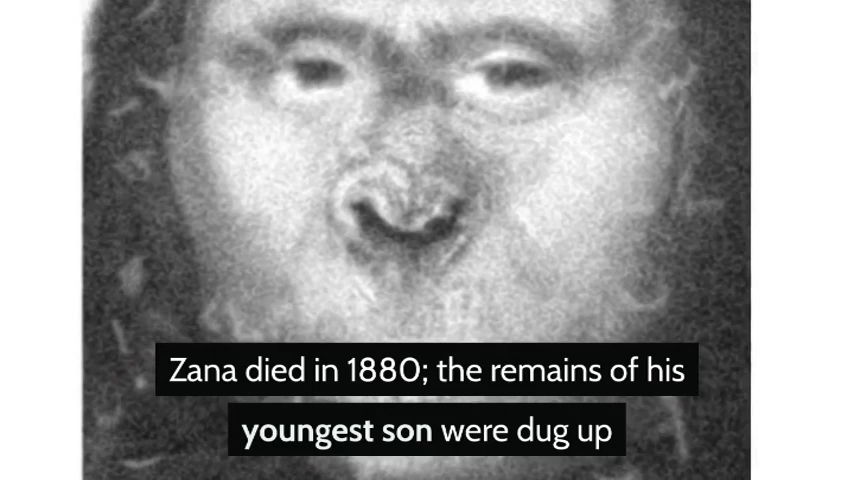 Zana died in 1880; the remains of his
youngest son were dug up